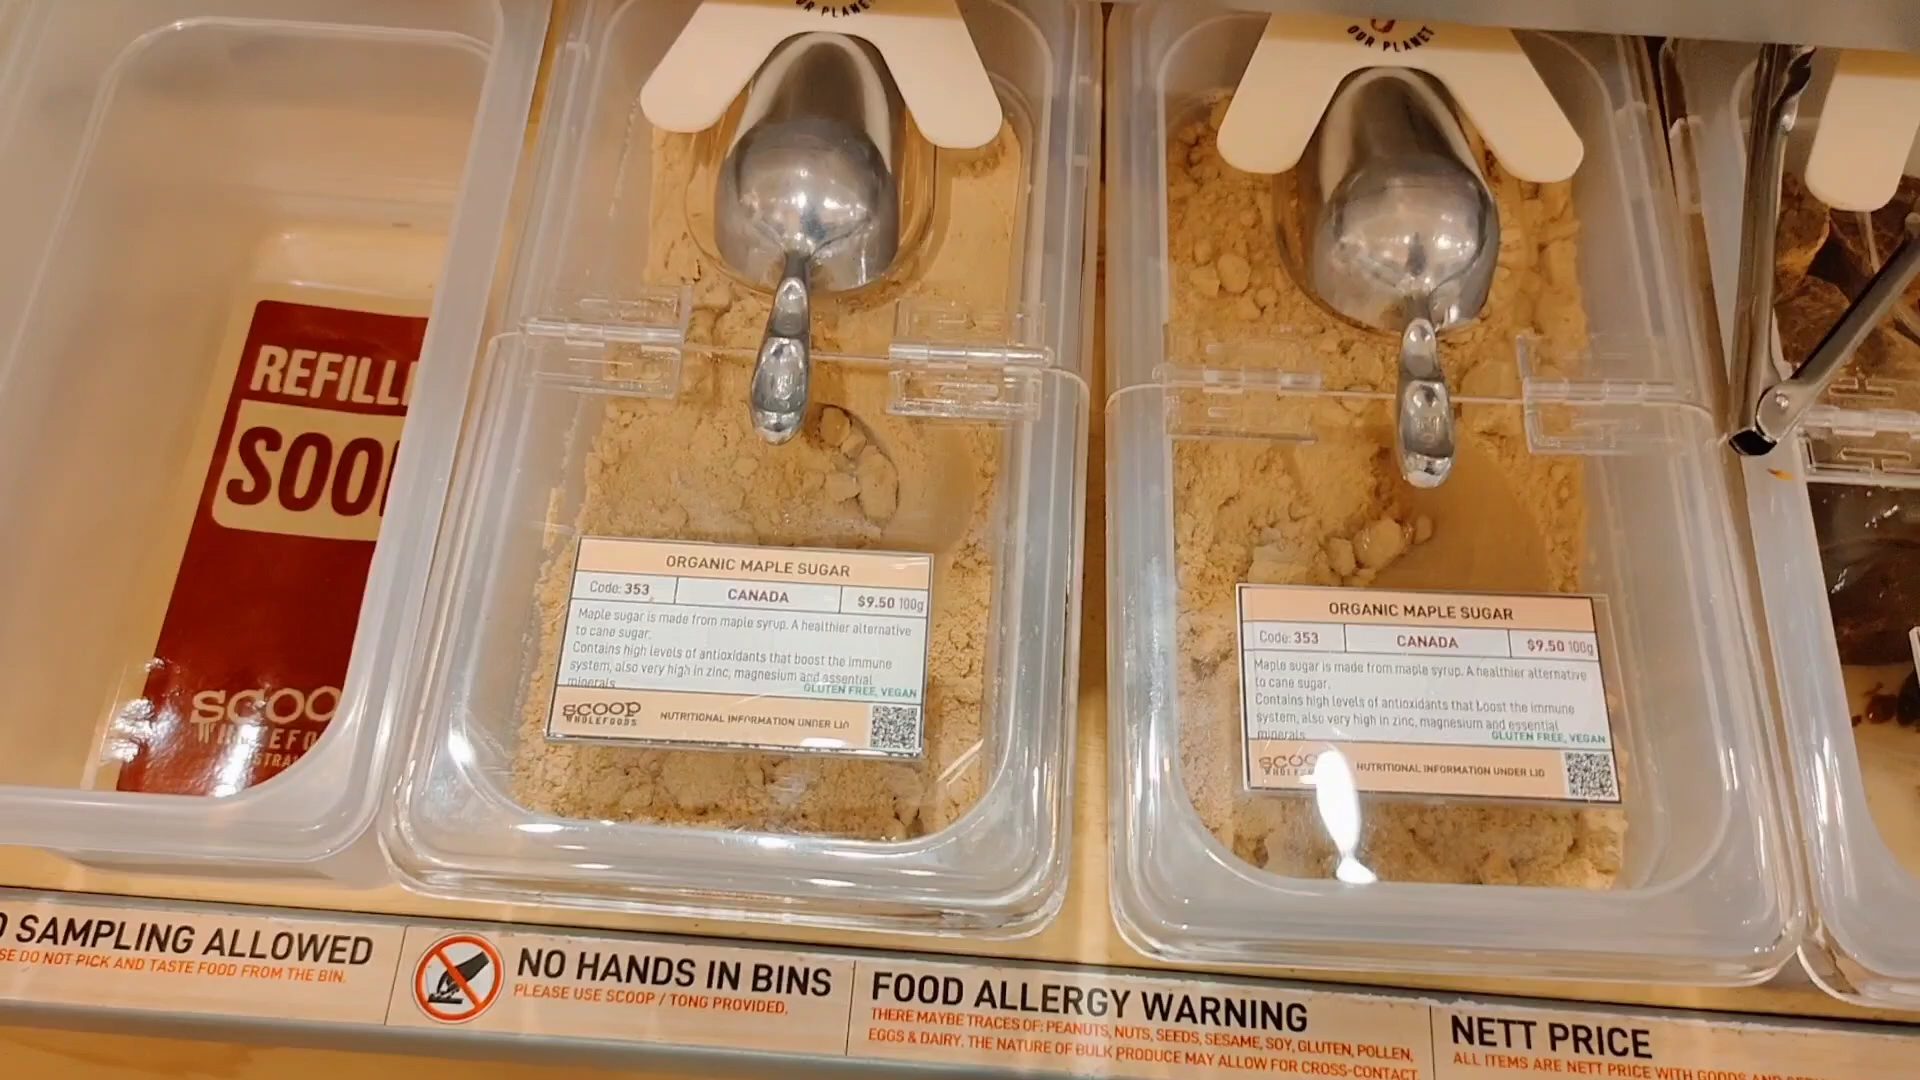 OUR PLANET
OUR PLANET
SOO
SCOO
ORGANIC MAPLE SUGAR
Code: 353
CANADA
$9.50 100g
Maple sugar is made from maple syrup. A healthier alternative
to cane sugar.
Contains high levels of antioxidants that boost the immune
system, also very high in zinc, magnesium and essential
minerals
GLUTEN FREE, VEGAN
SCOOP
WHOLEFOODS
NUTRITIONAL INFORMATION UNDER LID
ORGANIC MAPLE SUGAR
Code: 353
CANADA
$9.50 100g
Maple sugar is made from maple syrup. A healthier alternative
to cane sugar.
Contains high levels of antioxidants that boost the immune
system, also very high in zinc, magnesium and essential
minerals
GLUTEN FREE, VEGAN
NUTRITIONAL INFORMATION UNDER LID
SAMPLING ALLOWED
SE DO NOT PICK AND TASTE FOOD FROM THE BIN.
NO HANDS IN BINS
PLEASE USE SCOOP / TONG PROVIDED.
FOOD ALLERGY WARNING
THERE MAYBE TRACES OF: PEANUTS, NUTS, SEEDS, SESAME, SOY, GLUTEN, POLLEN,
EGGS & DAIRY. THE NATURE OF BULK PRODUCE MAY ALLOW FOR CROSS-CONTACT.
NETT PRICE
ALL ITEMS ARE NETT PRICE WITH GOODS AND